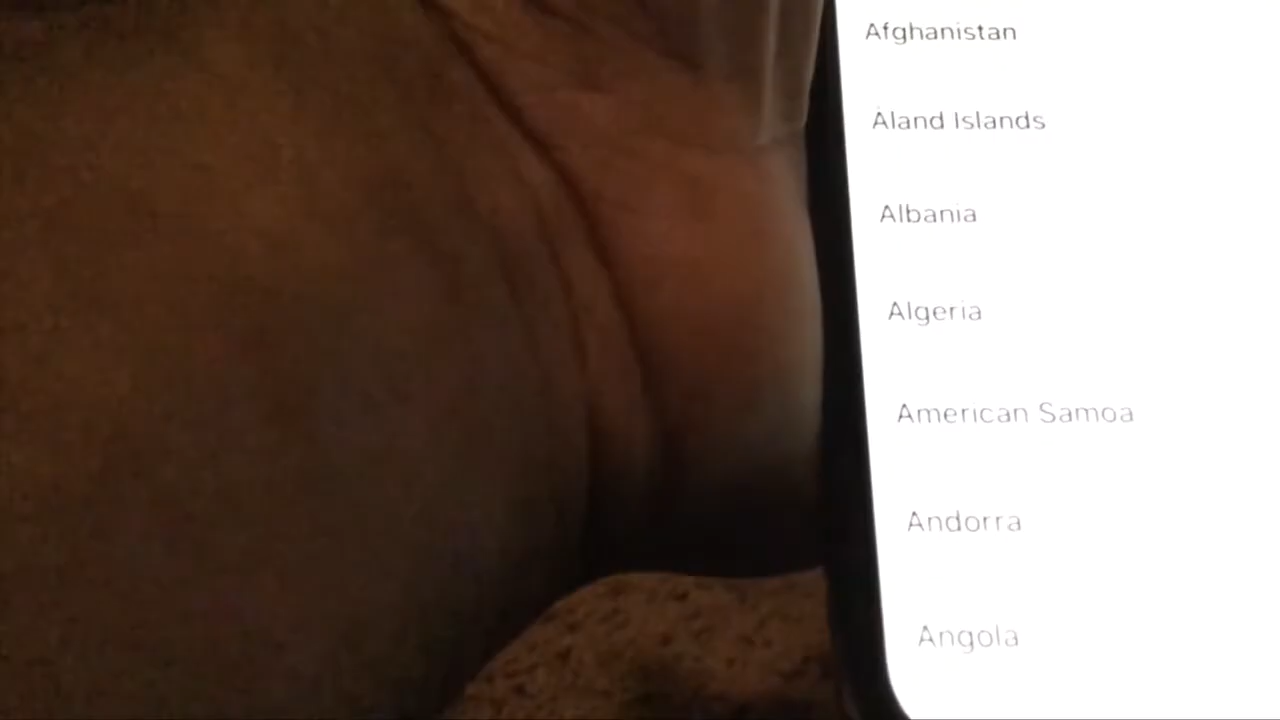 Afghanistan
Åland Islands
Albania
Algeria
American Samoa
Andorra
Angola